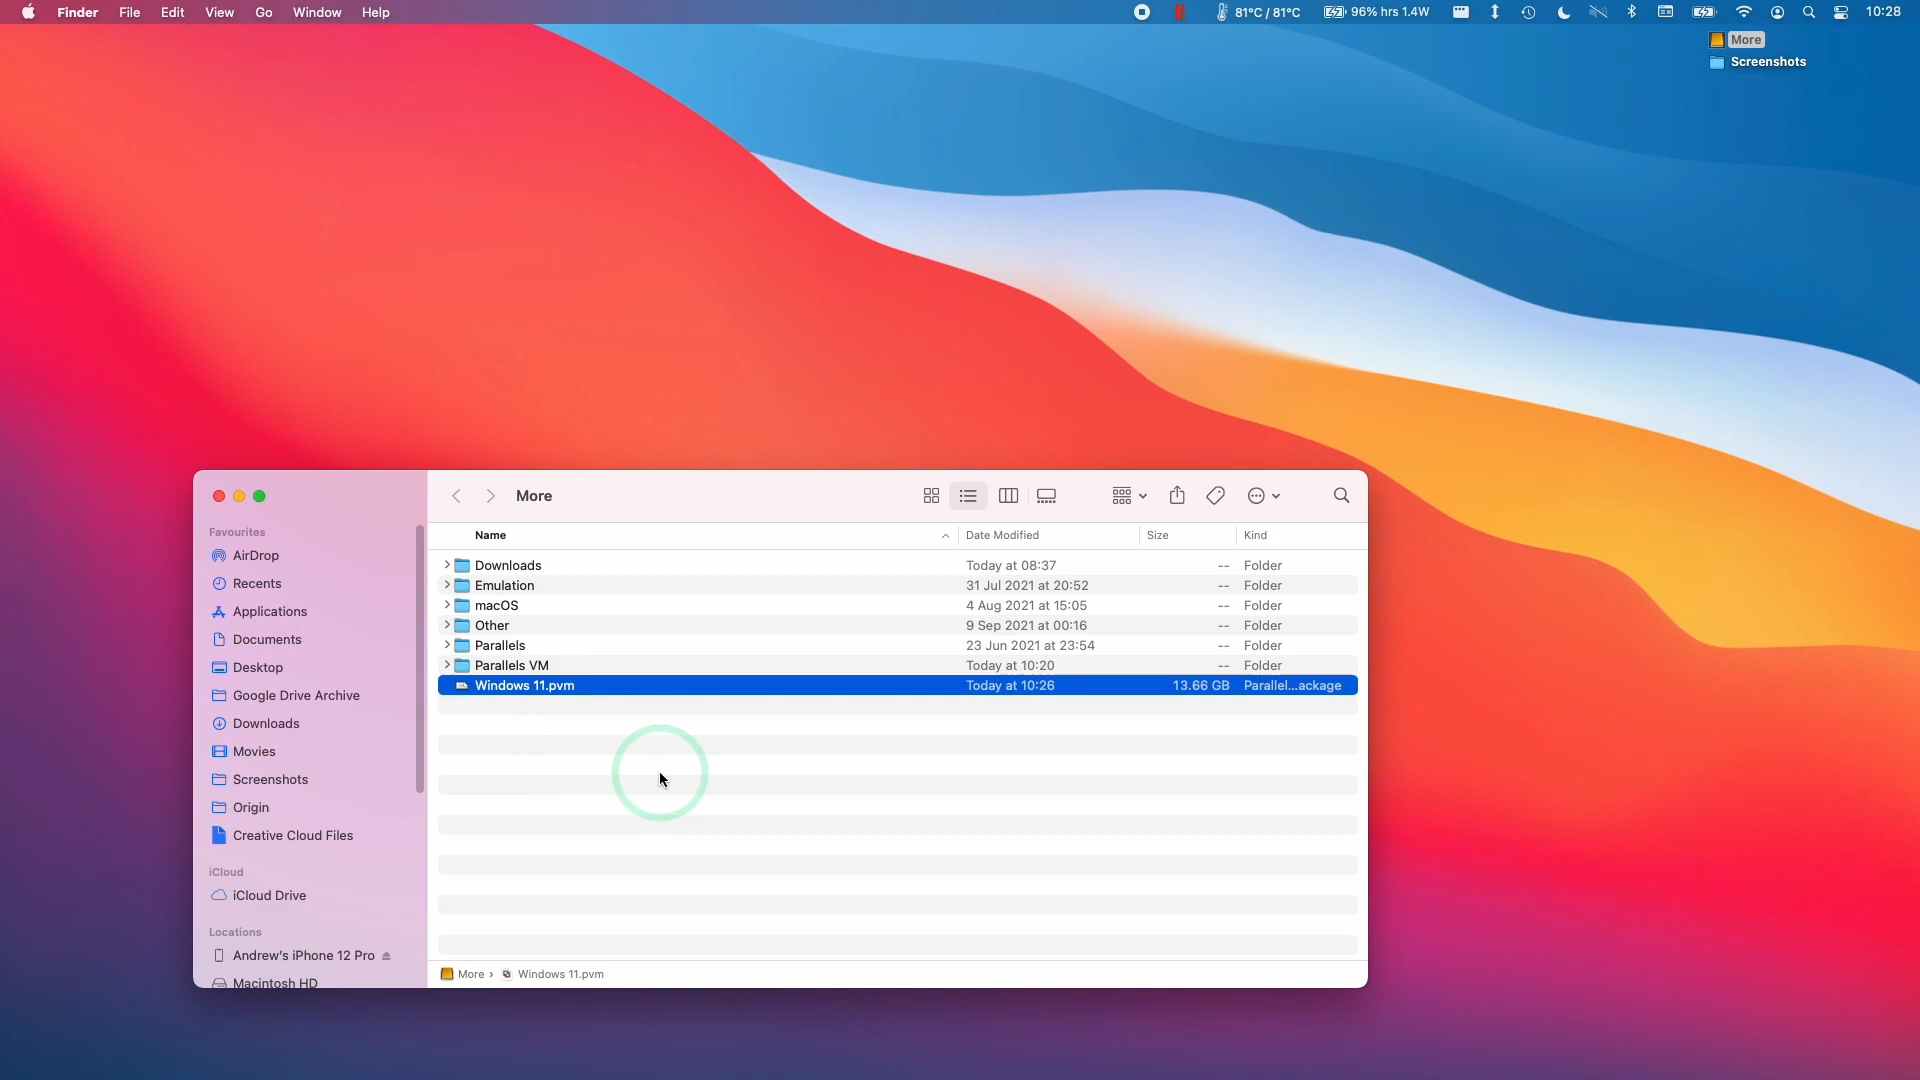 Finder File Edit View Go Window Help 81°C / 81°C 96% hrs 1.4W 10:28
More
Screenshots
More
Favourites
AirDrop
Recents
Applications
Documents
Desktop
Google Drive Archive
Downloads
Movies
Screenshots
Origin
Creative Cloud Files
iCloud
iCloud Drive
Locations
Andrew's iPhone 12 Pro
Macintosh HD
Name Date Modified Size Kind
Downloads Today at 08:37 -- Folder
Emulation 31 Jul 2021 at 20:52 -- Folder
macOS 4 Aug 2021 at 15:05 -- Folder
Other 9 Sep 2021 at 00:16 -- Folder
Parallels 23 Jun 2021 at 23:54 -- Folder
Parallels VM Today at 10:20 -- Folder
Windows 11.pvm Today at 10:26 13.66 GB Parallel...ackage
More › Windows 11.pvm